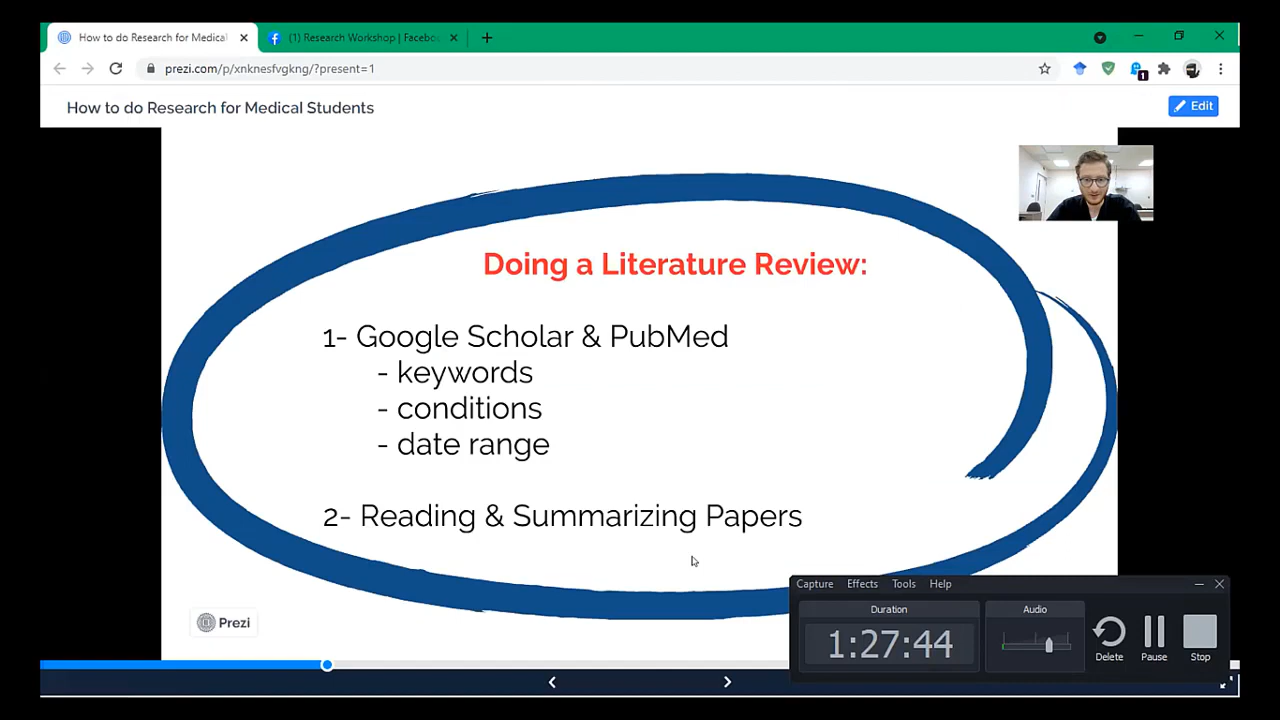 How to do Research for Medical
(1) Research Workshop | Facebo
prezi.com/p/xnknesfvgkng/?present=1
1
How to do Research for Medical Students
Edit
Doing a Literature Review:
1- Google Scholar & PubMed
- keywords
- conditions
- date range
2- Reading & Summarizing Papers
Prezi
Capture Effects Tools Help
Duration
Audio
1:27:44
Delete Pause Stop